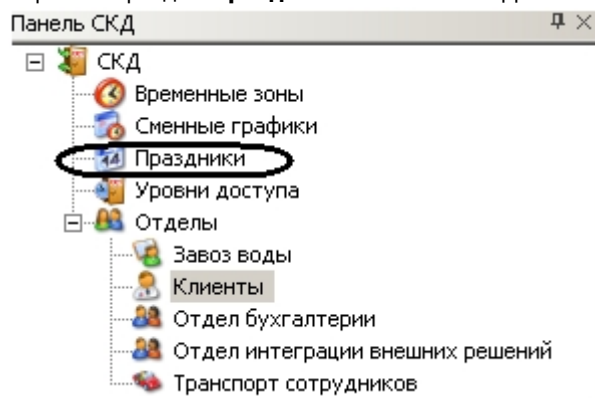 Панель СКД
СКД
Временные зоны
Сменные графики
Праздники
Уровни доступа
Отделы
Завоз воды
Клиенты
Отдел бухгалтерии
Отдел интеграции внешних решений
Транспорт сотрудников